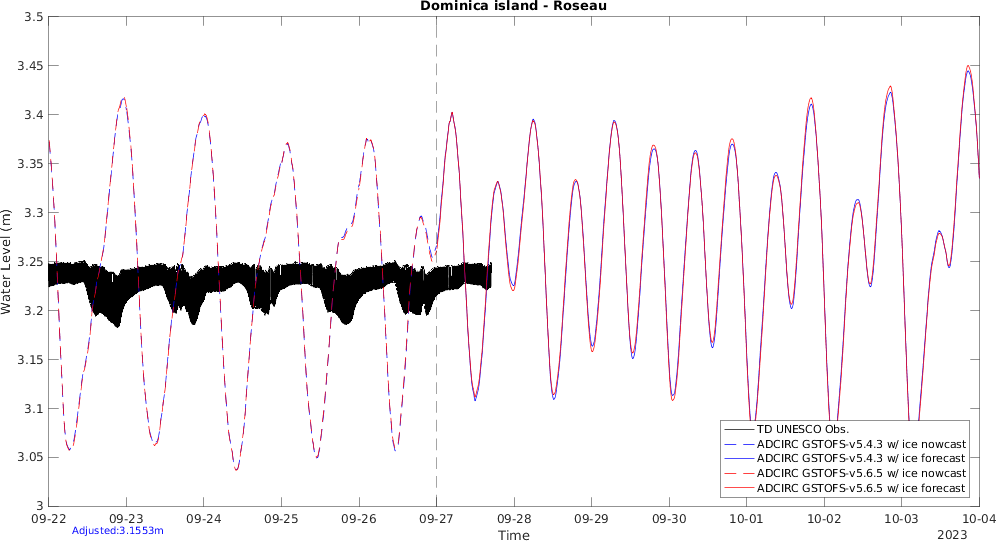 Dominica island - Roseau
3.5
3.45
3.4
3.35
3.3
3.25
3.2
3.15
3.1
3.05
3
Water Level (m)
TD UNESCO Obs.
ADCIRC GSTOFS-v5.4.3 w/ ice nowcast
ADCIRC GSTOFS-v5.4.3 w/ ice forecast
ADCIRC GSTOFS-v5.6.5 w/ ice nowcast
ADCIRC GSTOFS-v5.6.5 w/ ice forecast
09-22 09-23 09-24 09-25 09-26 09-27 09-28 09-29 09-30 10-01 10-02 10-03 10-04
Adjusted:3.1553m
Time
2023